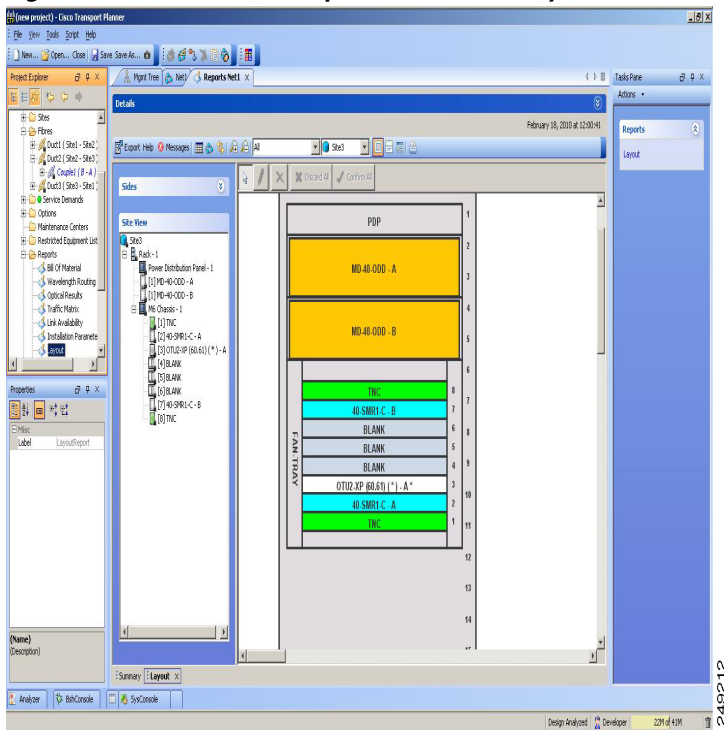 (new project) - Cisco Transport Planner
File View Tools Script Help
New... Open... Close Save Save As...
Project Explorer
Mgmt Tree Net1 Reports Net1 ×
Tasks Pane
Actions
Details
February 18, 2010 at 12:00:41
Reports
Layout
Export Help Messages All Site3
Discard All Confirm All
Sites
Fibres
Duct1 ( Site1 - Site2 )
Duct2 ( Site2 - Site3 )
Couple1 ( B - A )
Duct3 ( Site3 - Site1 )
Service Demands
Options
Maintenance Centers
Restricted Equipment List
Reports
Bill Of Material
Wavelength Routing
Optical Results
Traffic Matrix
Link Availability
Installation Paramete
Layout
Properties
Misc
Label LayoutReport
(Name)
(Description)
Sides
Site View
Site3
Rack - 1
Power Distribution Panel - 1
[1] MD-40-ODD - A
[1] MD-40-ODD - B
M6 Chassis - 1
[1] TNC
[2] 40-SMR1-C - A
[3] OTU2-XP (60.61) ( * ) - A
[4] BLANK
[5] BLANK
[6] BLANK
[7] 40-SMR1-C - B
[8] TNC
PDP
1
2
MD-40-ODD - A
3
4
MD-40-ODD - B
5
6
FAN-TRAY
TNC 8
7
40-SMR1-C - B 7
BLANK 6
8
BLANK 5
BLANK 4
9
OTU2-XP (60.61) ( * ) - A * 3
10
40-SMR1-C - A 2
TNC 1
11
12
13
14
Summary Layout ×
Analyzer BshConsole SysConsole
Design Analyzed Developer 22M of 41M
249212